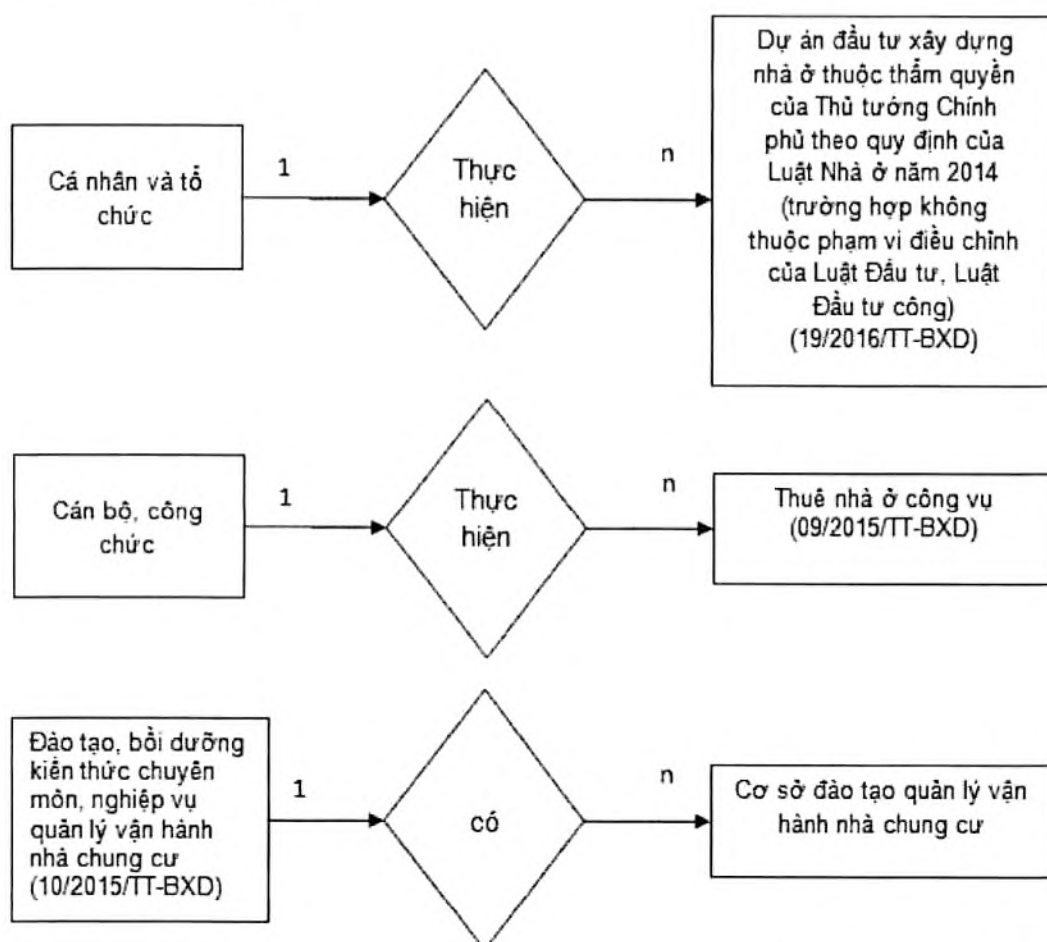 Cá nhân và tổ
chức
1
Thực
hiện
n
Dự án đầu tư xây dựng
nhà ở thuộc thẩm quyền
của Thủ tướng Chính
phủ theo quy định của
Luật Nhà ở năm 2014
(trường hợp không
thuộc phạm vi điều chỉnh
của Luật Đầu tư, Luật
Đầu tư công)
(19/2016/TT-BXD)
Cán bộ, công
chức
1
Thực
hiện
n
Thuê nhà ở công vụ
(09/2015/TT-BXD)
Đào tạo, bồi dưỡng
kiến thức chuyên
môn, nghiệp vụ
quản lý vận hành
nhà chung cư
(10/2015/TT-BXD)
1
có
n
Cơ sở đào tạo quản lý vận
hành nhà chung cư